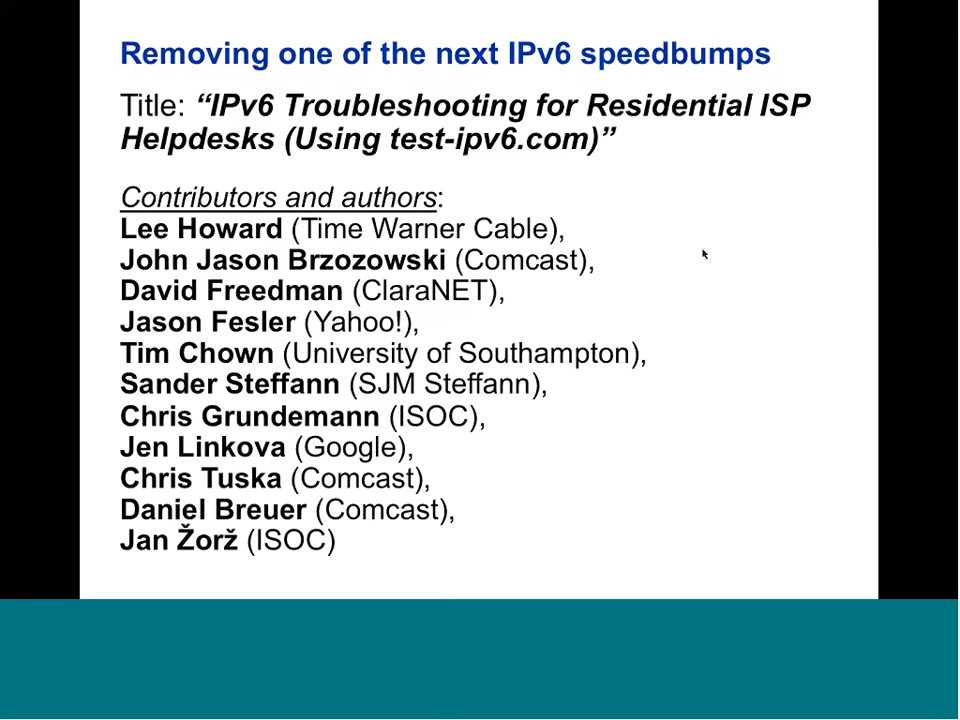 Removing one of the next IPv6 speedbumps
Title: “IPv6 Troubleshooting for Residential ISP
Helpdesks (Using test-ipv6.com)”
Contributors and authors:
Lee Howard (Time Warner Cable),
John Jason Brzozowski (Comcast),
David Freedman (ClaraNET),
Jason Fesler (Yahoo!),
Tim Chown (University of Southampton),
Sander Steffann (SJM Steffann),
Chris Grundemann (ISOC),
Jen Linkova (Google),
Chris Tuska (Comcast),
Daniel Breuer (Comcast),
Jan Žorž (ISOC)